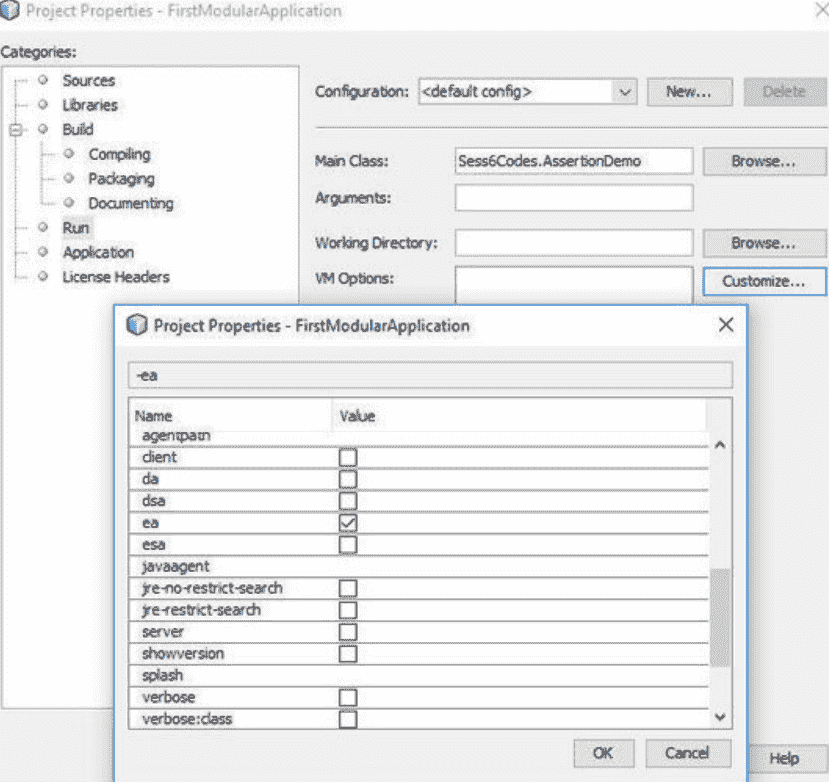 Project Properties - FirstModularApplication
Categories:
Sources
Libraries
Build
Compiling
Packaging
Documenting
Run
Application
License Headers
Configuration: <default config> New... Delete
Main Class: Sess6Codes.AssertionDemo Browse...
Arguments:
Working Directory: Browse...
VM Options: Customize...
Project Properties - FirstModularApplication
-ea
Name Value
agentpath
client
da
dsa
ea
esa
javaagent
jre-no-restrict-search
jre-restrict-search
server
showversion
splash
verbose
verbose:class
OK Cancel
Help